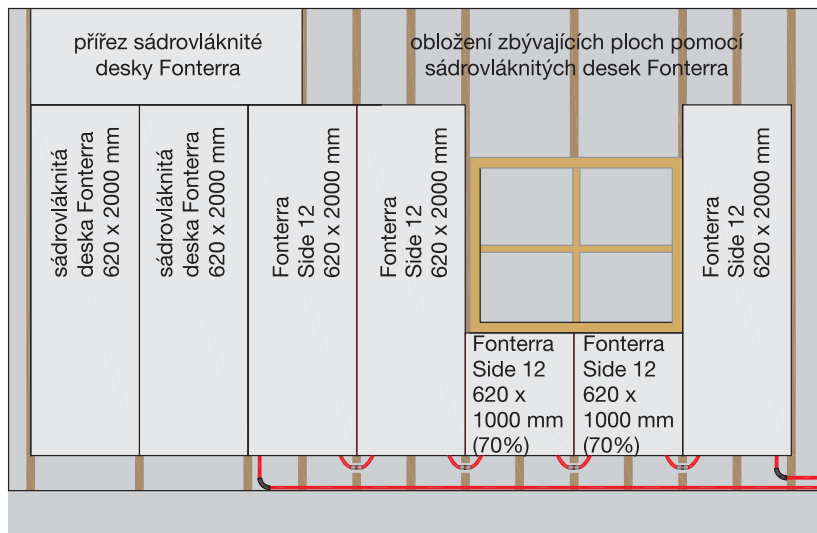 přířez sádrovláknité
desky Fonterra
obložení zbývajících ploch pomocí
sádrovláknitých desek Fonterra
sádrovláknitá
deska Fonterra
620 x 2000 mm
sádrovláknitá
deska Fonterra
620 x 2000 mm
Fonterra
Side 12
620 x 2000 mm
Fonterra
Side 12
620 x 2000 mm
Fonterra
Side 12
620 x 2000 mm
Fonterra
Side 12
620 x
1000 mm
(70%)
Fonterra
Side 12
620 x
1000 mm
(70%)